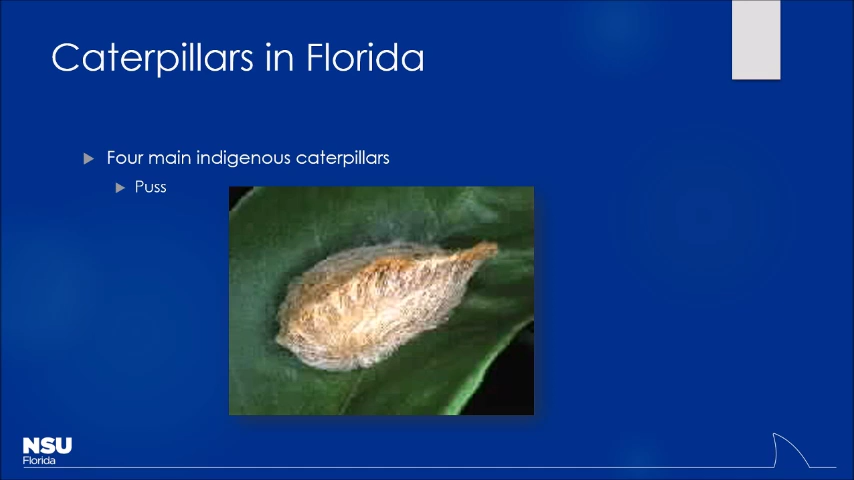 Caterpillars in Florida
Four main indigenous caterpillars
Puss
NSU
Florida